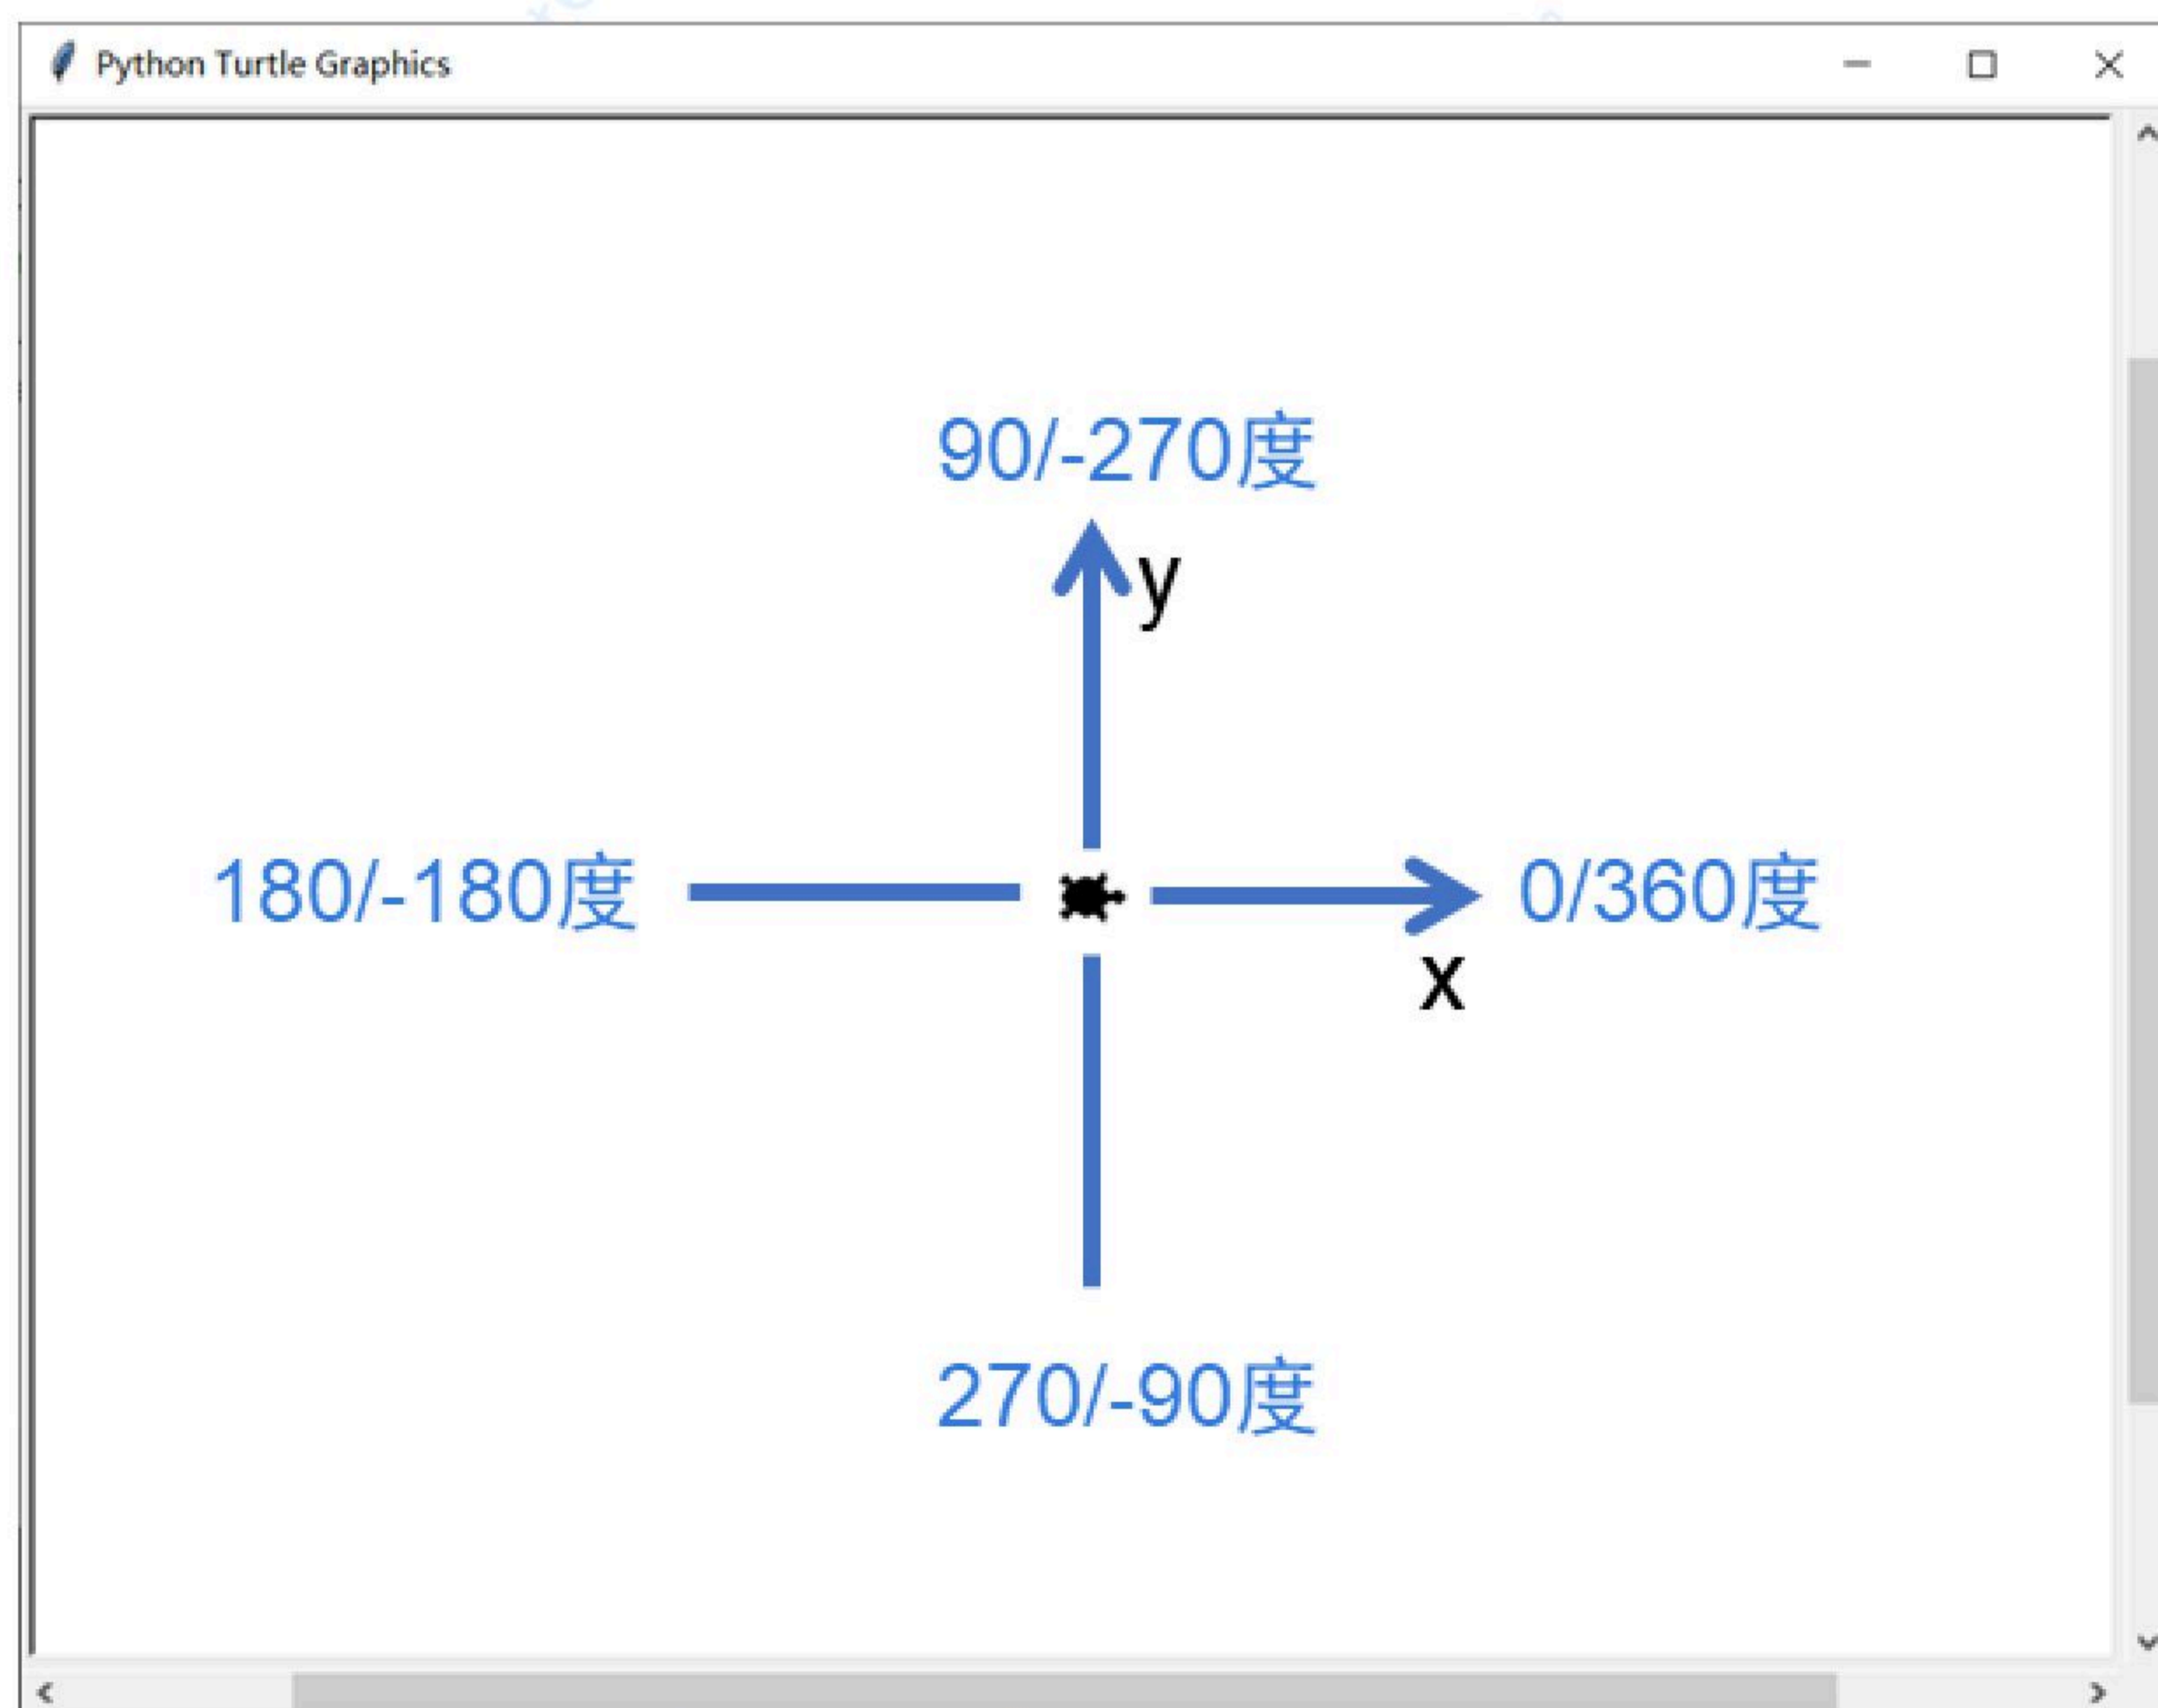 Python Turtle Graphics
90/-270度
y
180/-180度
0/360度
x
270/-90度